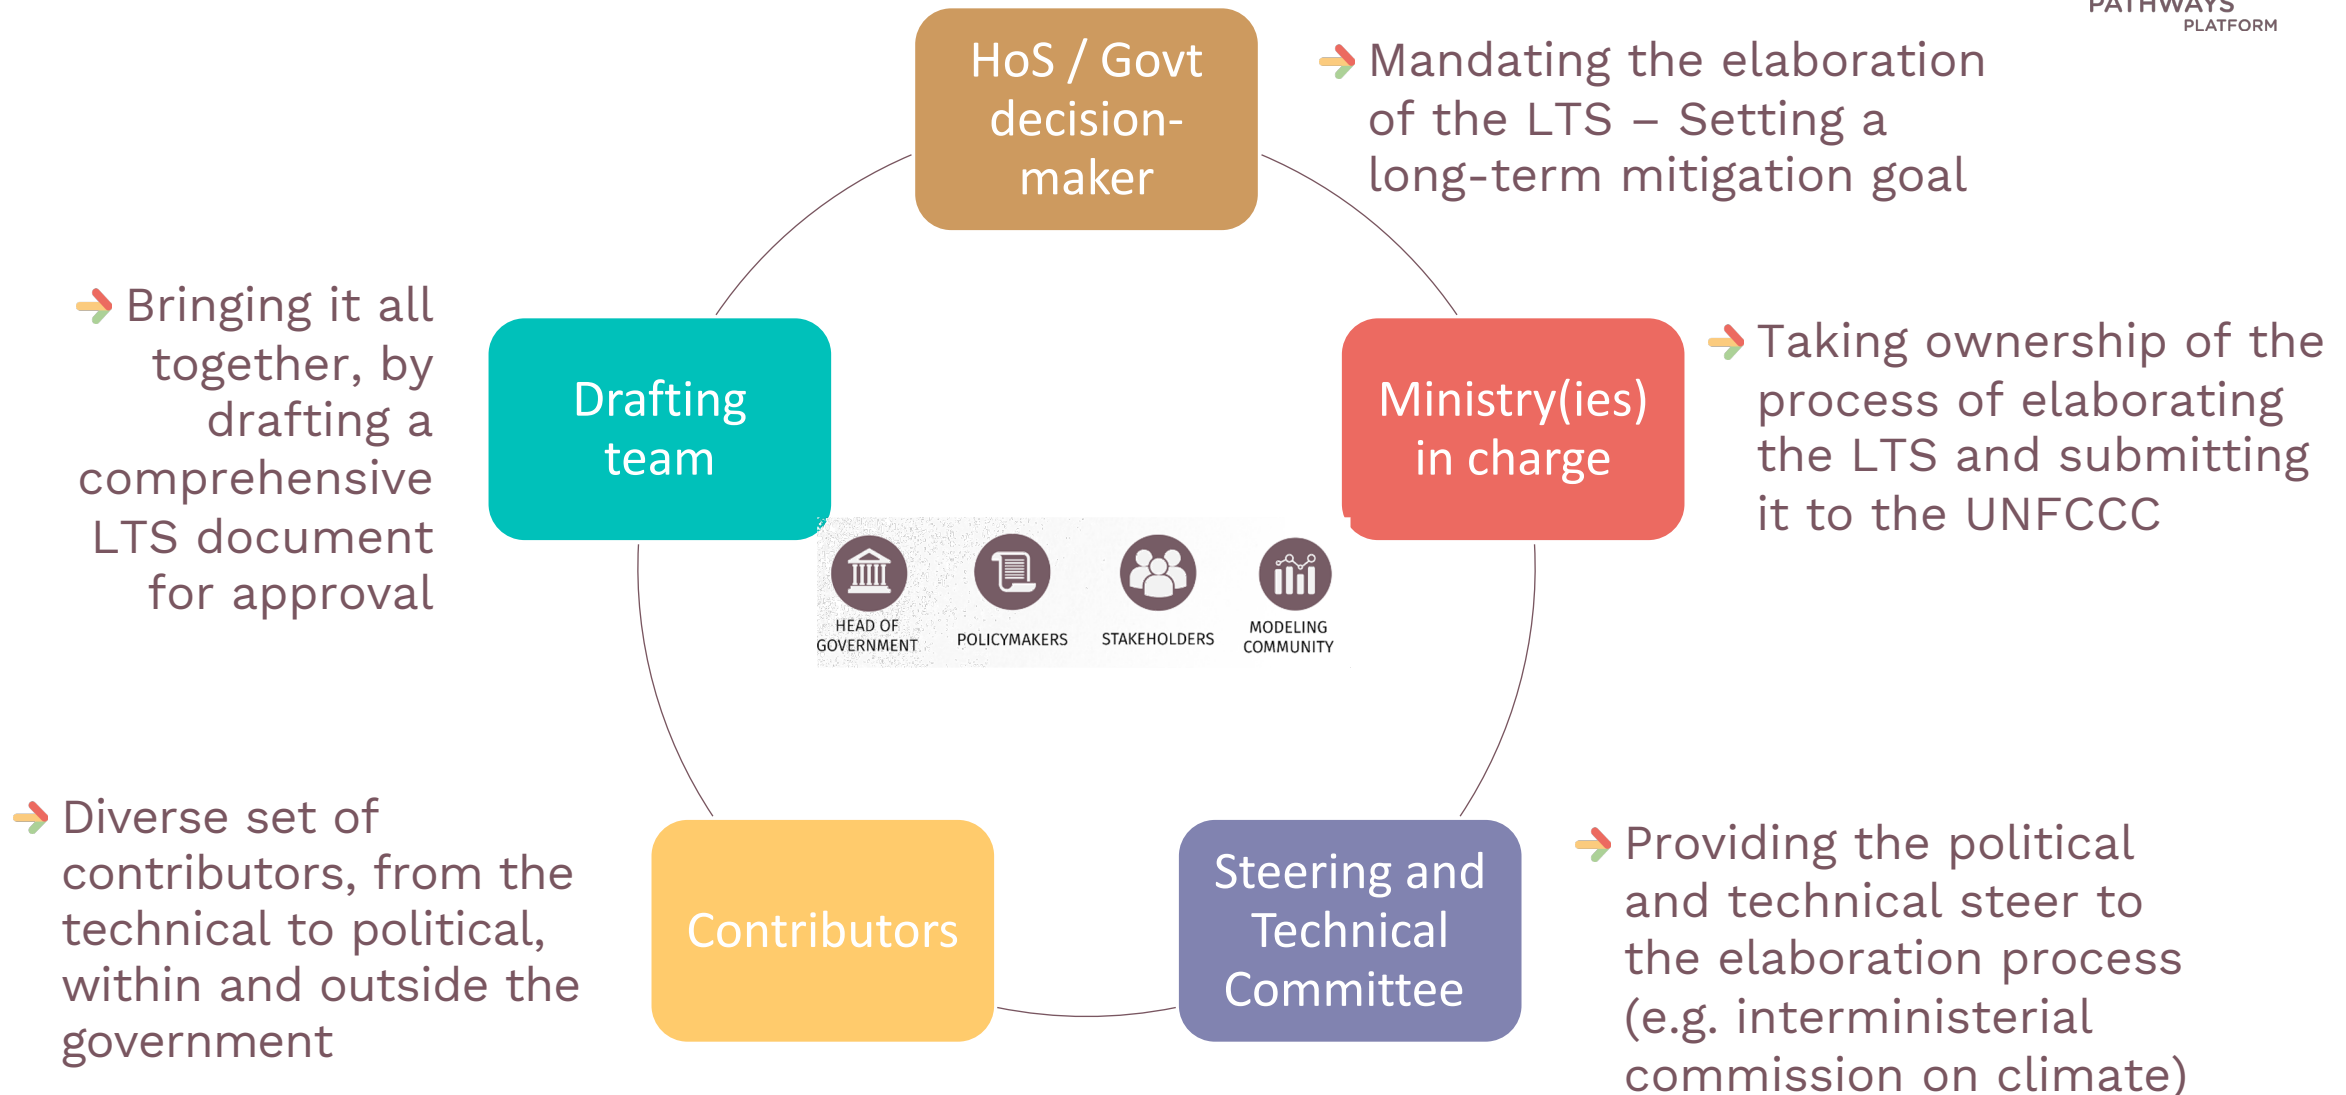 PATHWAYS
PLATFORM
HoS / Govt
decision-
maker
Mandating the elaboration
of the LTS – Setting a
long-term mitigation goal
Bringing it all
together, by
drafting a
comprehensive
LTS document
for approval
Drafting
team
Ministry(ies)
in charge
Taking ownership of the
process of elaborating
the LTS and submitting
it to the UNFCCC
HEAD OF
GOVERNMENT
POLICYMAKERS
STAKEHOLDERS
MODELING
COMMUNITY
Diverse set of
contributors, from the
technical to political,
within and outside the
government
Contributors
Steering and
Technical
Committee
Providing the political
and technical steer to
the elaboration process
(e.g. interministerial
commission on climate)